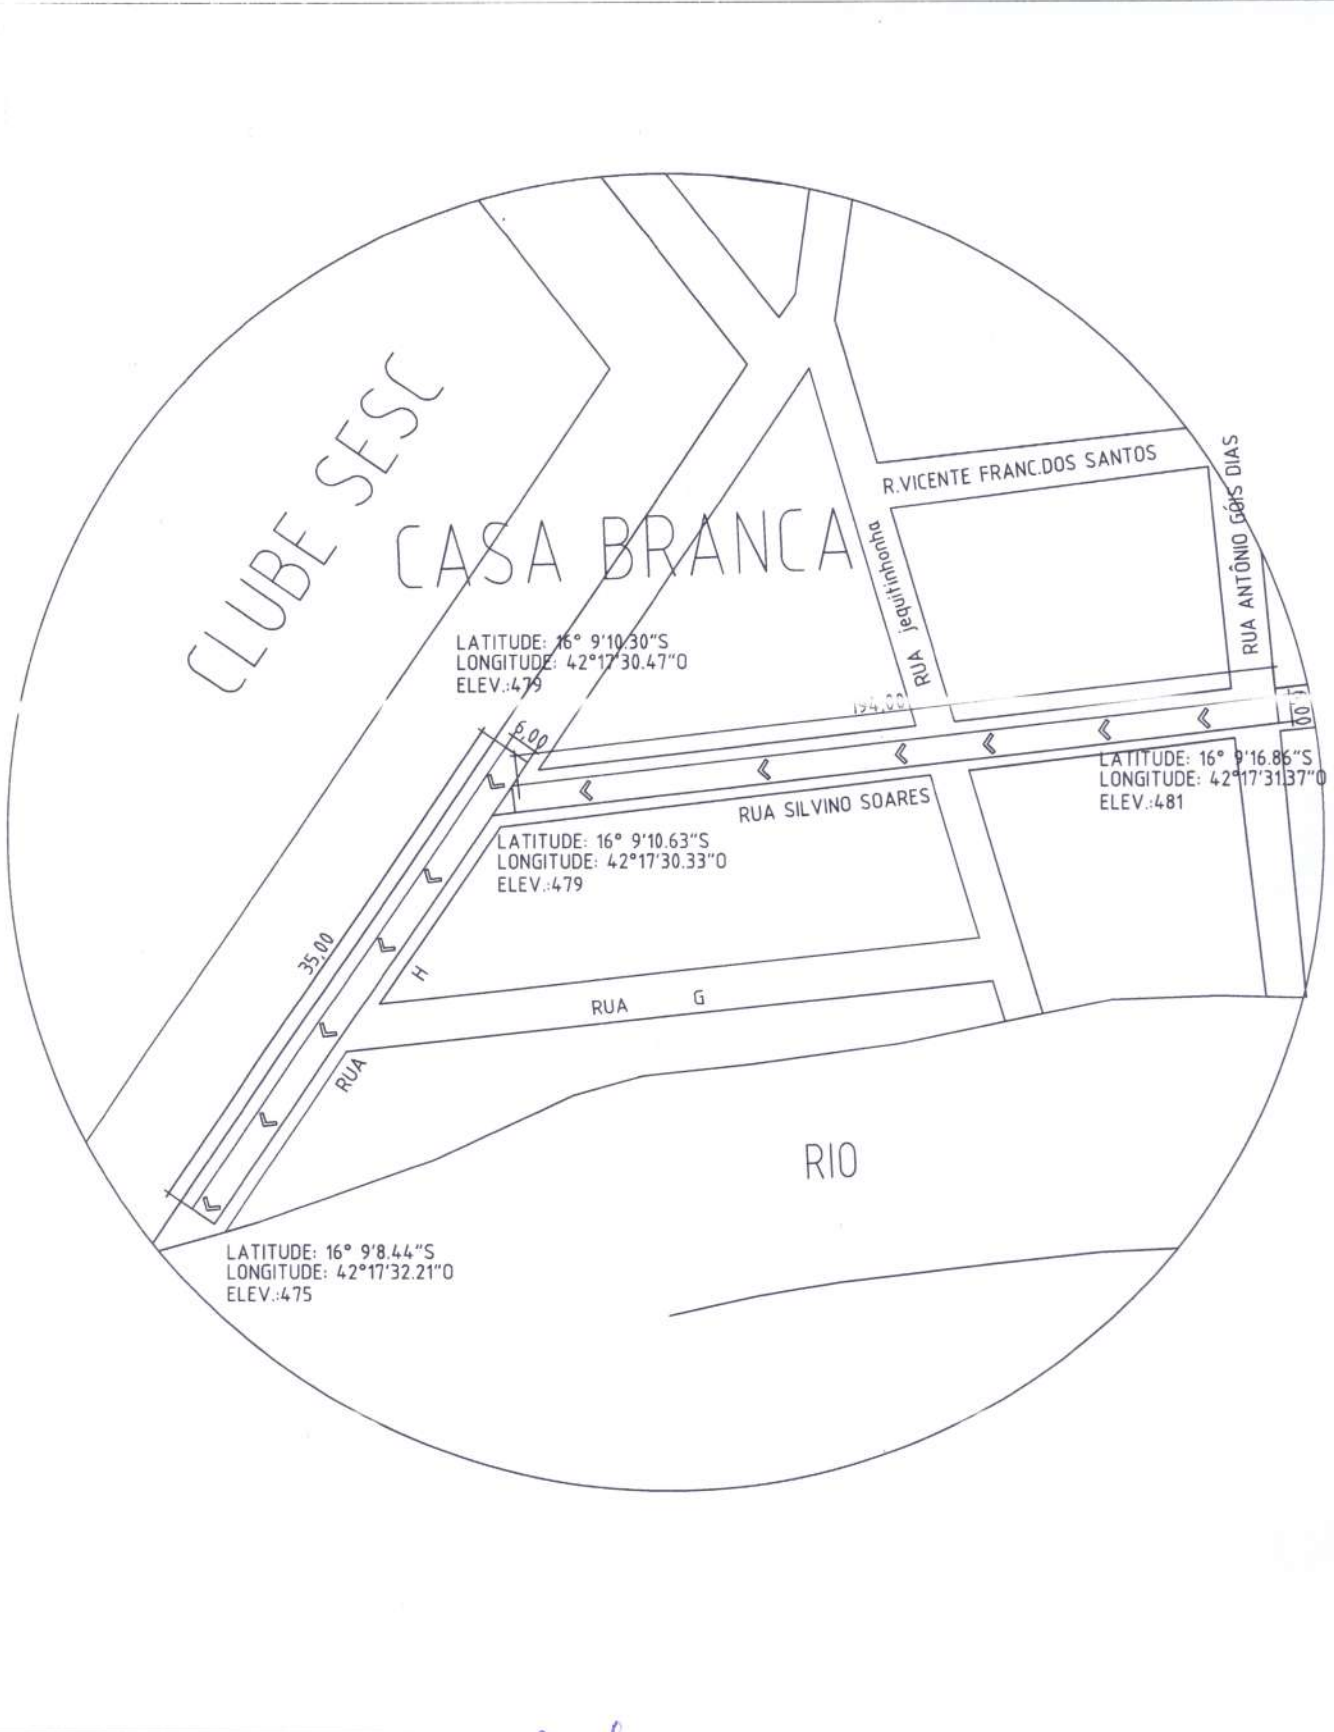 CLUBE SESC
CASA BRANCA
R.VICENTE FRANC.DOS SANTOS
RUA ANTÔNIO GÓIS DIAS
RUA jequitinhonha
LATITUDE: 16° 9'10.30"S
LONGITUDE: 42°17'30.47"O
ELEV.:479
194,00
6,00
6,00
LATITUDE: 16° 9'16.86"S
LONGITUDE: 42°17'31.37"O
ELEV.:481
RUA SILVINO SOARES
LATITUDE: 16° 9'10.63"S
LONGITUDE: 42°17'30.33"O
ELEV.:479
35,00
RUA H
RUA G
RIO
LATITUDE: 16° 9'8.44"S
LONGITUDE: 42°17'32.21"O
ELEV.:475